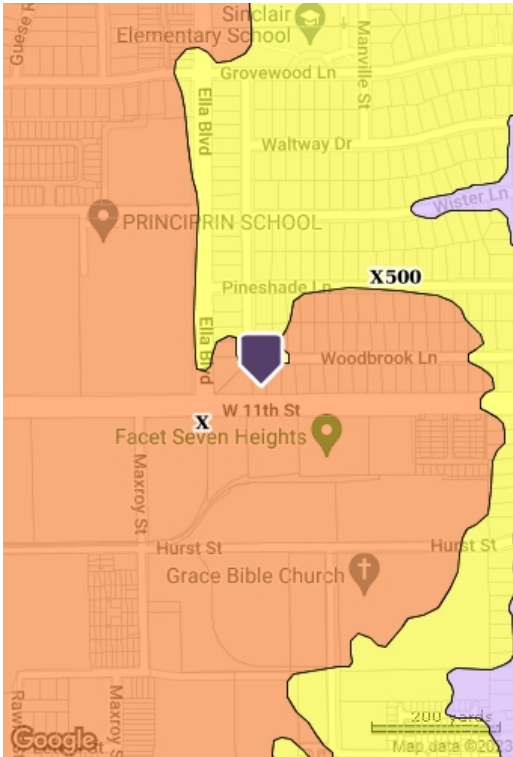 Sinclair
Elementary School
Guese R
Manville St
Grovewood Ln
Ella Blvd
Waltway Dr
Wister Ln
PRINCIPRIN SCHOOL
X500
Pineshade Ln
Ella Blvd
Woodbrook Ln
W 11th St
X
Facet Seven Heights
Maxroy St
Hurst St
Hurst St
Grace Bible Church
Maxroy S
200 yards
Google
Map data ©2023